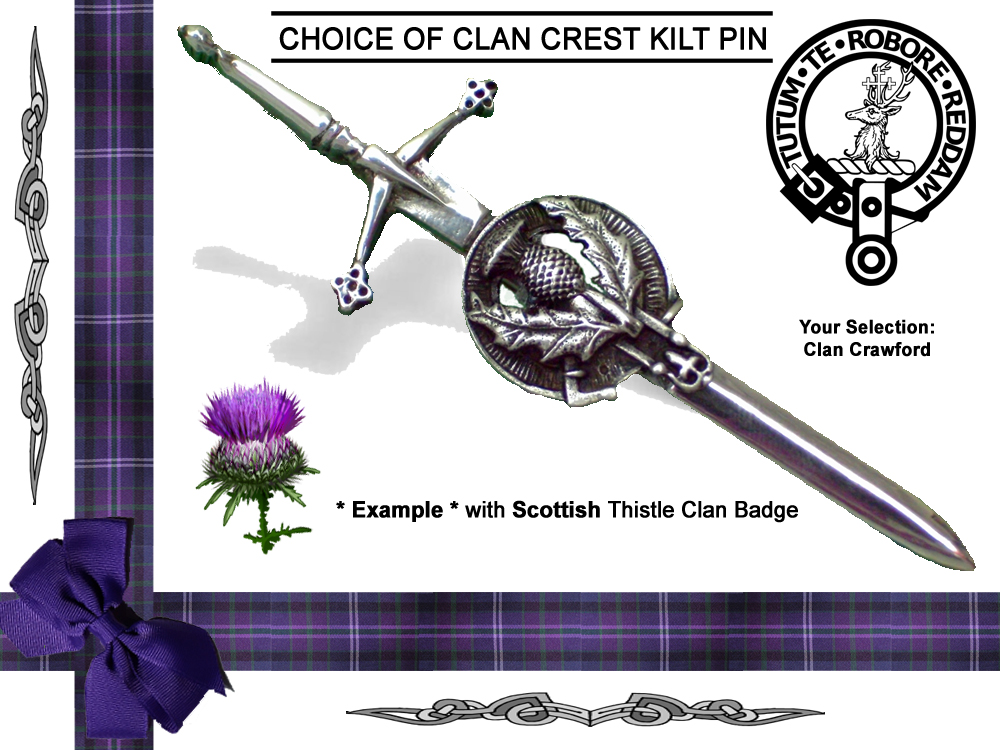 CHOICE OF CLAN CREST KILT PIN
TUTUM • TE • ROBORE • REDDAM
Your Selection:
Clan Crawford
* Example * with Scottish Thistle Clan Badge